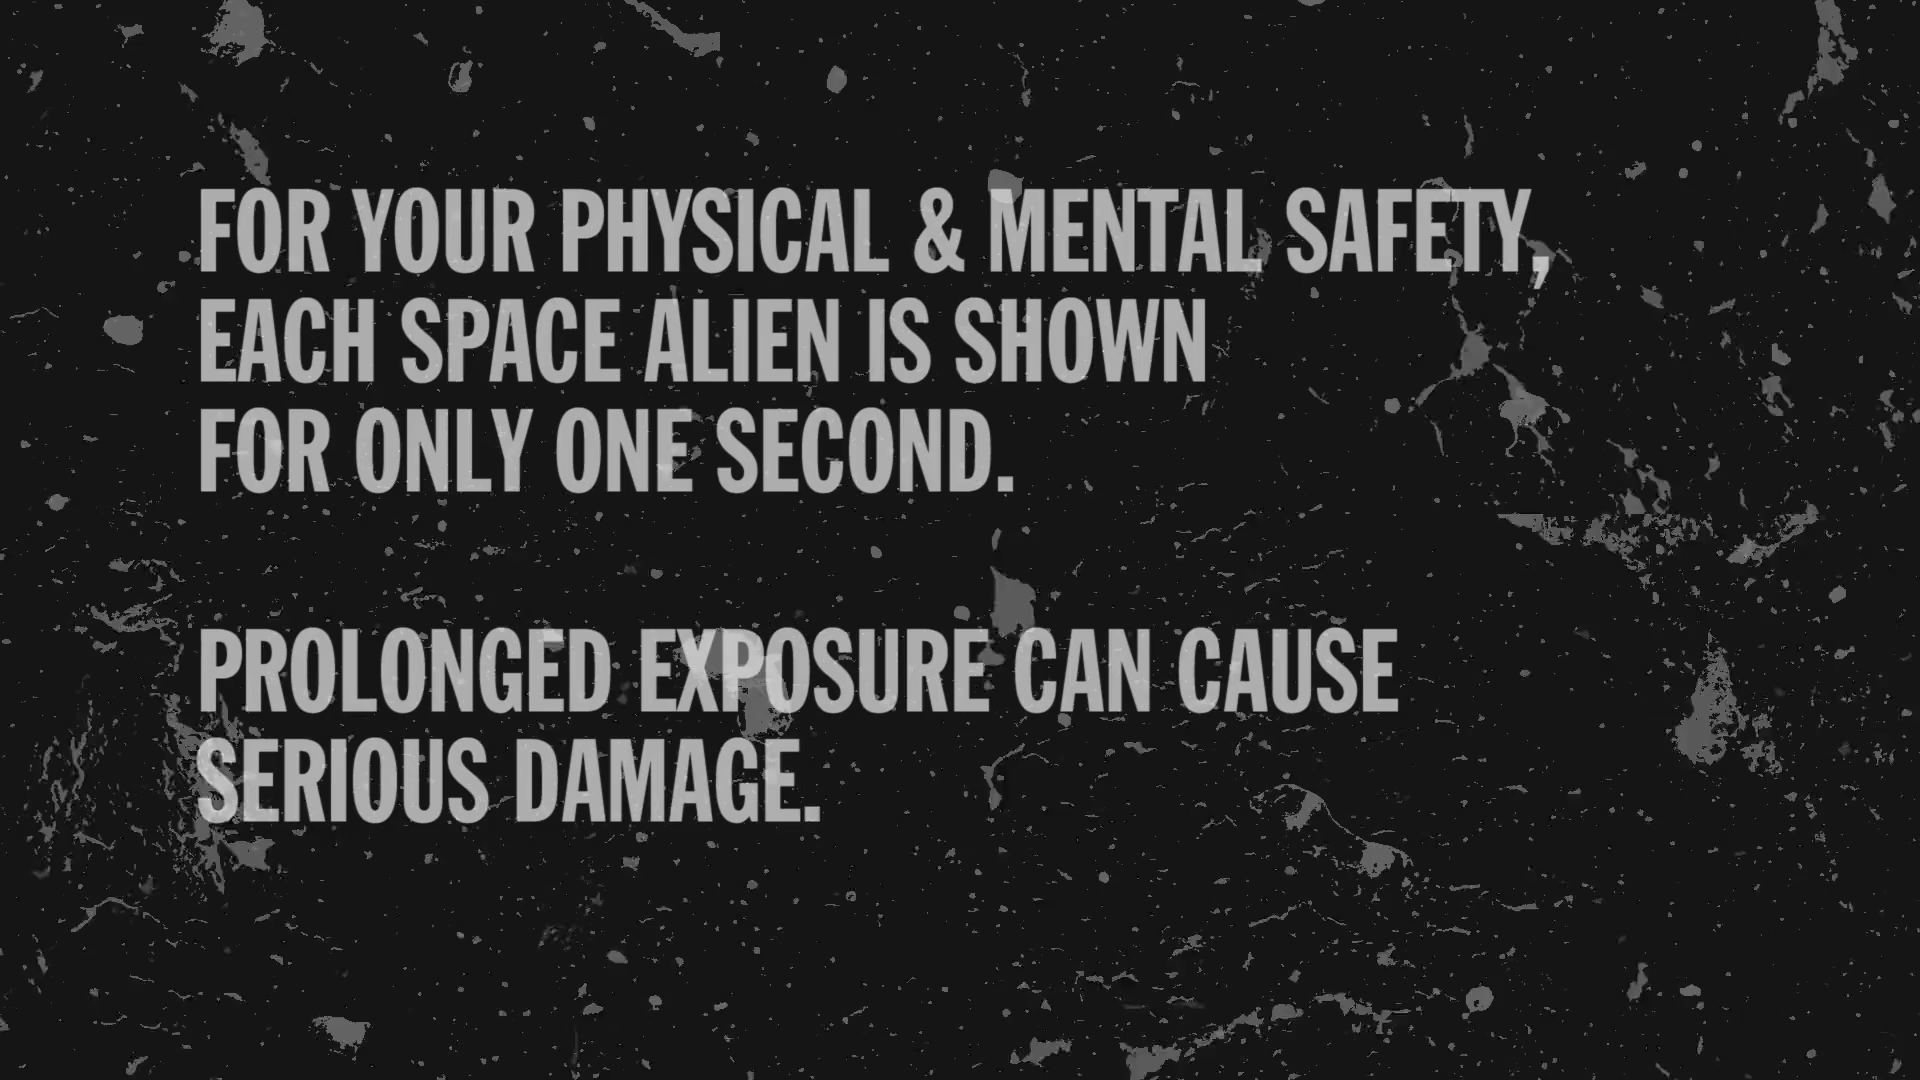 FOR YOUR PHYSICAL & MENTAL SAFETY,
EACH SPACE ALIEN IS SHOWN
FOR ONLY ONE SECOND.
PROLONGED EXPOSURE CAN CAUSE
SERIOUS DAMAGE.